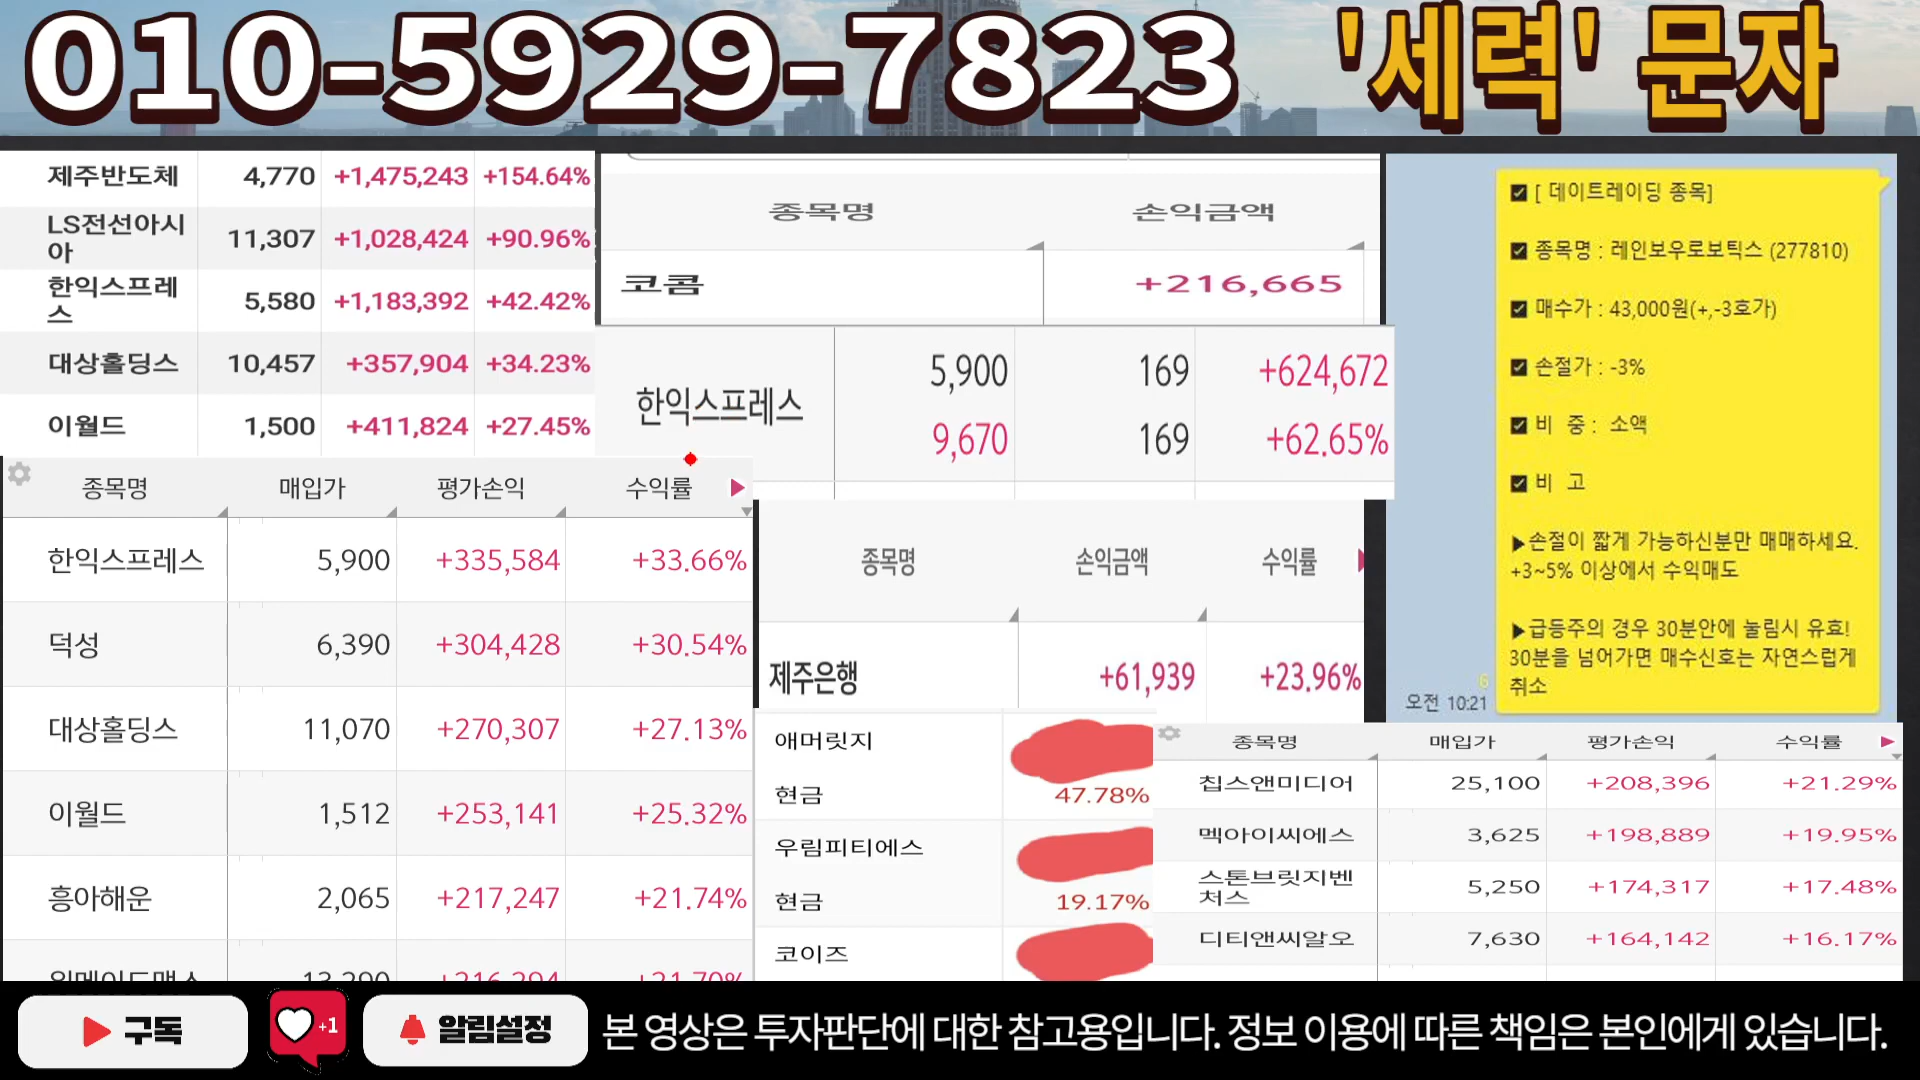 010-5929-7823 '세력' 문자
제주반도체 4,770 +1,475,243 +154.64%
LS전선아시아 11,307 +1,028,424 +90.96%
한익스프레스 5,580 +1,183,392 +42.42%
대상홀딩스 10,457 +357,904 +34.23%
이월드 1,500 +411,824 +27.45%
종목명 손익금액
코콤 +216,665
한익스프레스 5,900 169 +624,672
9,670 169 +62.65%
종목명 매입가 평가손익 수익률
한익스프레스 5,900 +335,584 +33.66%
덕성 6,390 +304,428 +30.54%
대상홀딩스 11,070 +270,307 +27.13%
이월드 1,512 +253,141 +25.32%
흥아해운 2,065 +217,247 +21.74%
종목명 손익금액 수익률
제주은행 +61,939 +23.96%
애머릿지
현금 47.78%
우림피티에스
현금 19.17%
코이즈
[ 데이트레이딩 종목]
종목명 : 레인보우로보틱스 (277810)
매수가 : 43,000원(+,-3호가)
손절가 : -3%
비 중 : 소액
비 고
▶손절이 짧게 가능하신분만 매매하세요.
+3~5% 이상에서 수익매도
▶급등주의 경우 30분안에 눌림시 유효!
30분을 넘어가면 매수신호는 자연스럽게
취소
6
오전 10:21
종목명 매입가 평가손익 수익률
칩스앤미디어 25,100 +208,396 +21.29%
멕아이씨에스 3,625 +198,889 +19.95%
스톤브릿지벤처스 5,250 +174,317 +17.48%
디티앤씨알오 7,630 +164,142 +16.17%
구독 +1 알림설정 본 영상은 투자판단에 대한 참고용입니다. 정보 이용에 따른 책임은 본인에게 있습니다.